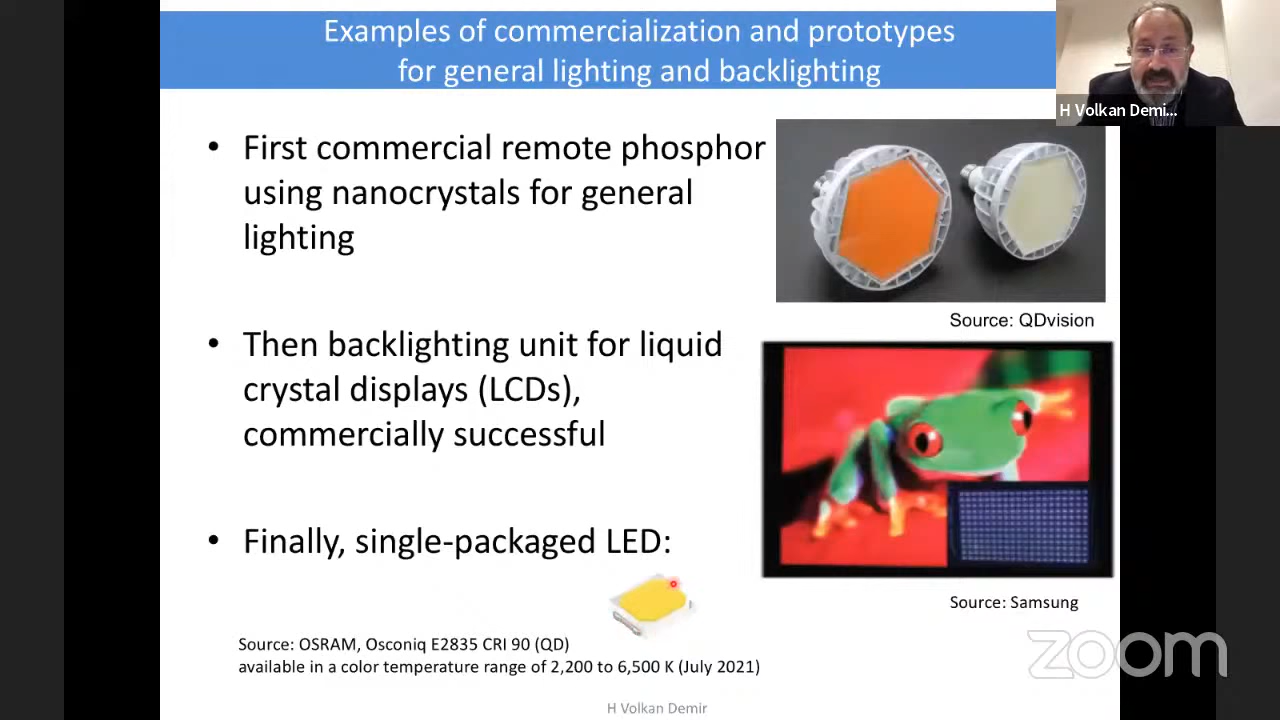 Examples of commercialization and prototypes
for general lighting and backlighting
H Volkan Demi...
• First commercial remote phosphor
using nanocrystals for general
lighting
Source: QDvision
• Then backlighting unit for liquid
crystal displays (LCDs),
commercially successful
Source: Samsung
• Finally, single-packaged LED:
Source: OSRAM, Osconiq E2835 CRI 90 (QD)
available in a color temperature range of 2,200 to 6,500 K (July 2021)
zoom
H Volkan Demir